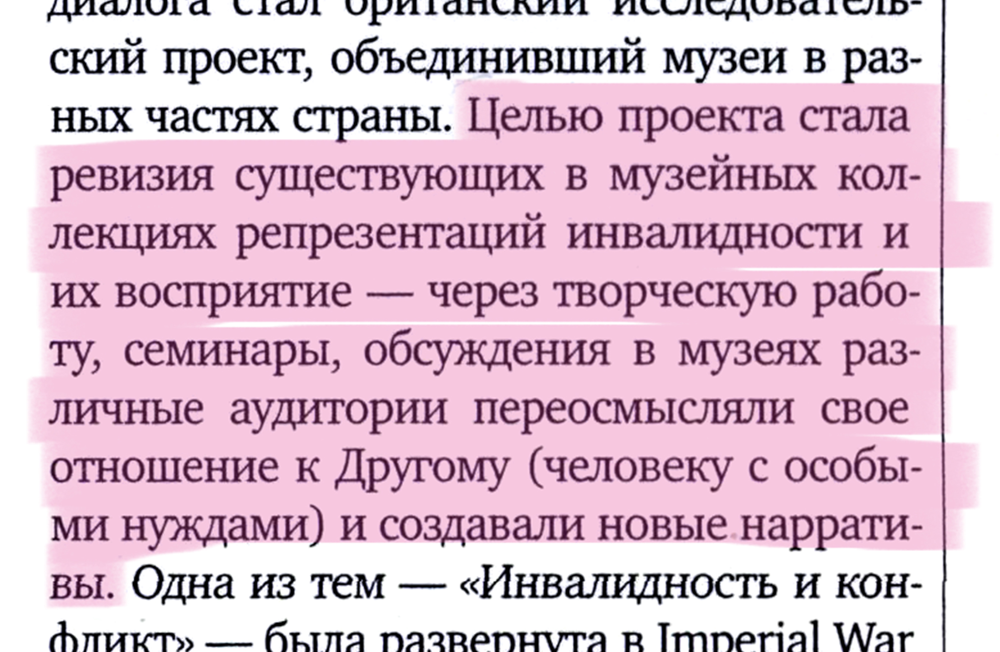 диалога стал британский исследователь-
ский проект, объединивший музеи в раз-
ных частях страны. Целью проекта стала
ревизия существующих в музейных кол-
лекциях репрезентаций инвалидности и
их восприятие — через творческую рабо-
ту, семинары, обсуждения в музеях раз-
личные аудитории переосмысляли свое
отношение к Другому (человеку с особы-
ми нуждами) и создавали новые наррати-
вы. Одна из тем — «Инвалидность и кон-
фликт» — была развернута в Imperial War